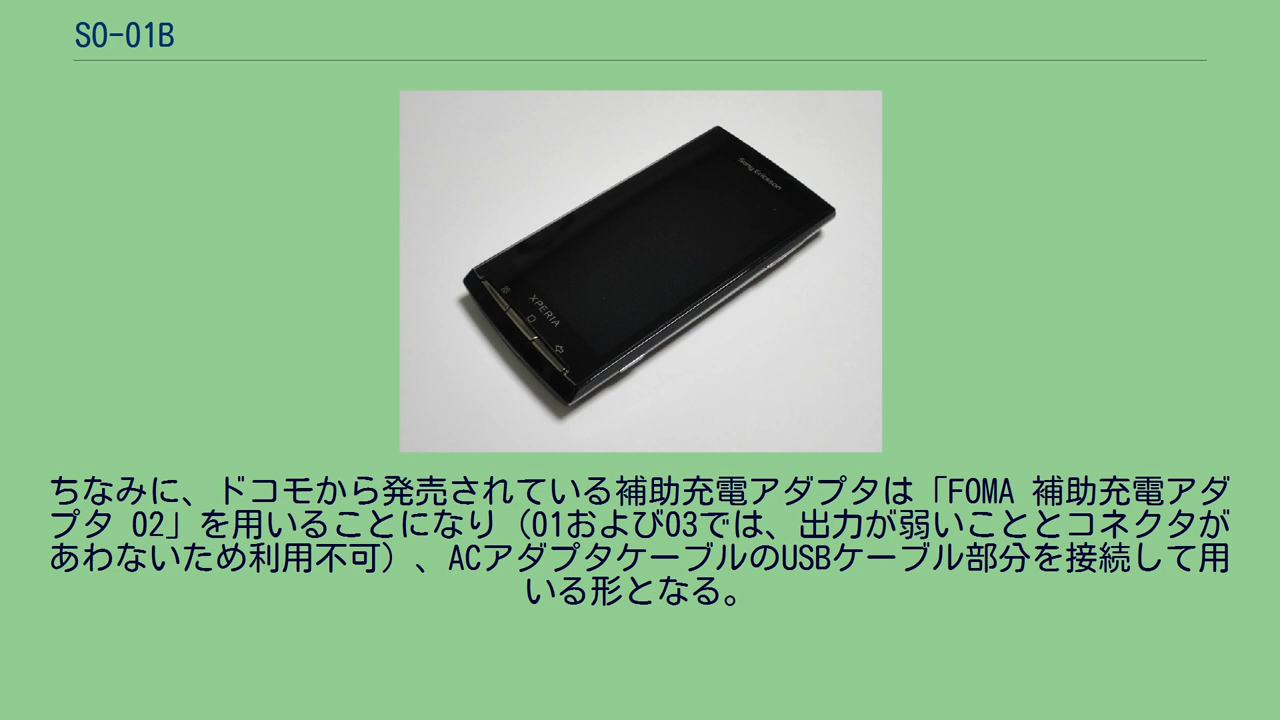 SO-01B
Sony Ericsson
XPERIA
ちなみに、ドコモから発売されている補助充電アダプタは「FOMA 補助充電アダ
プタ 02」を用いることになり（01および03では、出力が弱いこととコネクタが
あわないため利用不可）、ACアダプタケーブルのUSBケーブル部分を接続して用
いる形となる。